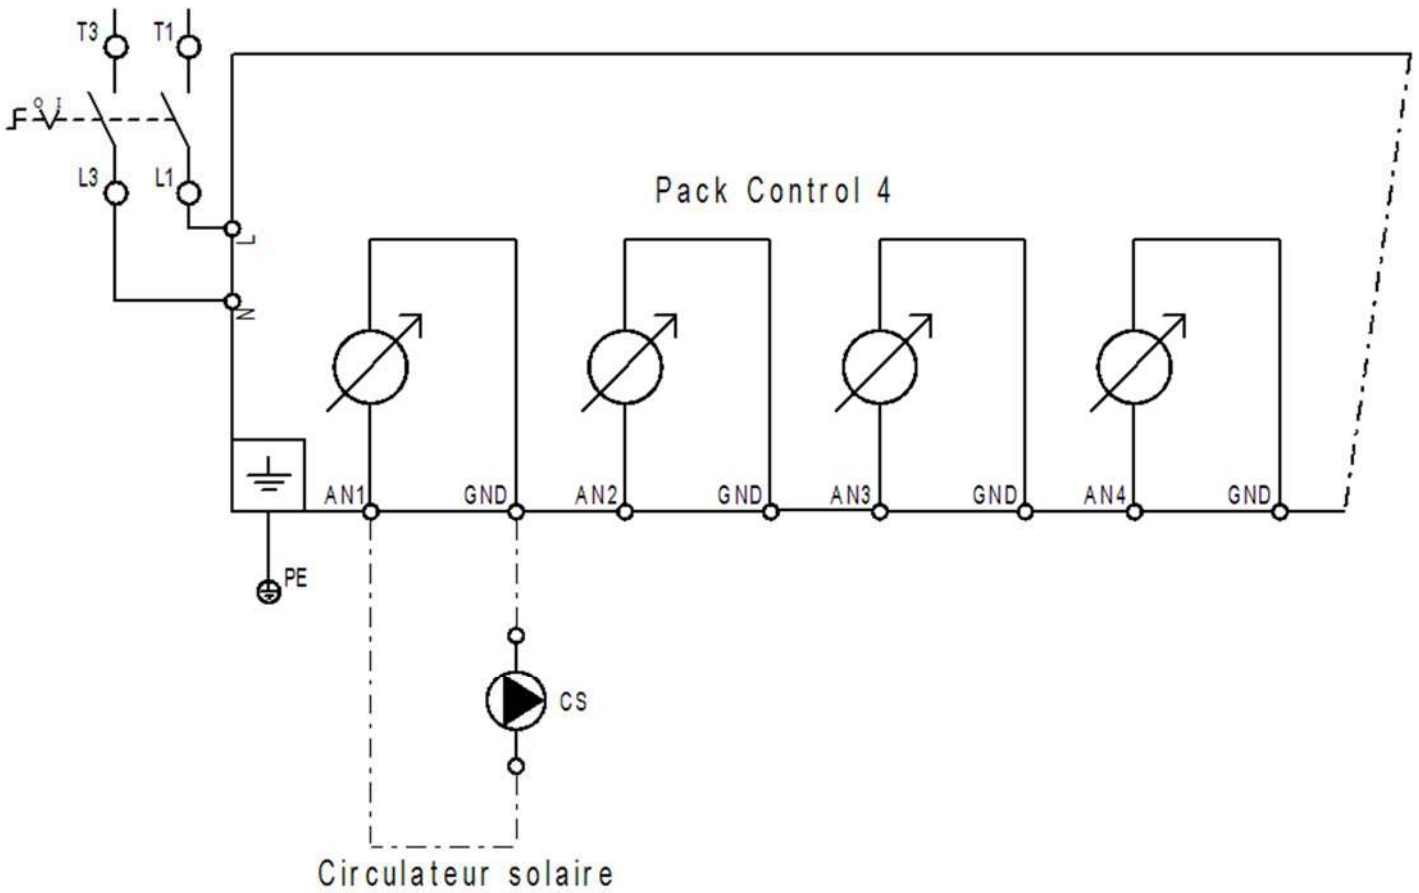 T3 T1
O I
L3 L1
Pack Control 4
L
N
AN1 GND AN2 GND AN3 GND AN4 GND
PE
CS
Circulateur solaire